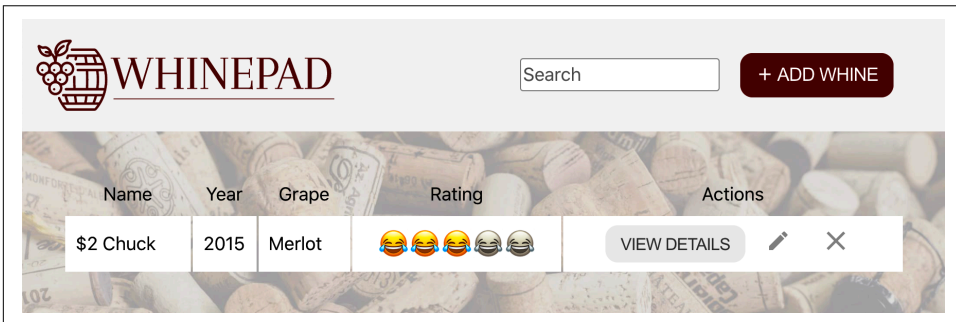 WHINEPAD
Search
+ ADD WHINE
Name Year Grape Rating Actions
$2 Chuck 2015 Merlot VIEW DETAILS